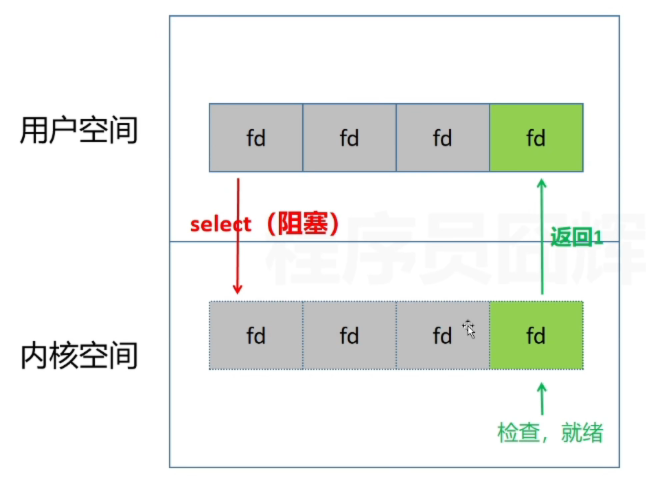 用户空间
fd fd fd fd
select（阻塞）
返回1
程序员囧辉
内核空间
fd fd fd fd
检查，就绪